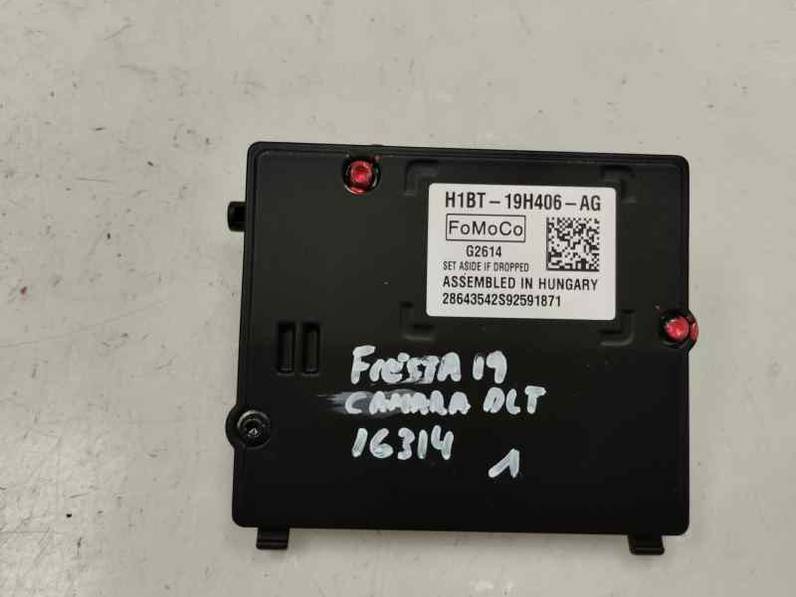 H1BT-19H406-AG
FoMoCo
G2614
SET ASIDE IF DROPPED
ASSEMBLED IN HUNGARY
28643542S92591871
FIESTA 19
CAMARA DLT
16314
1